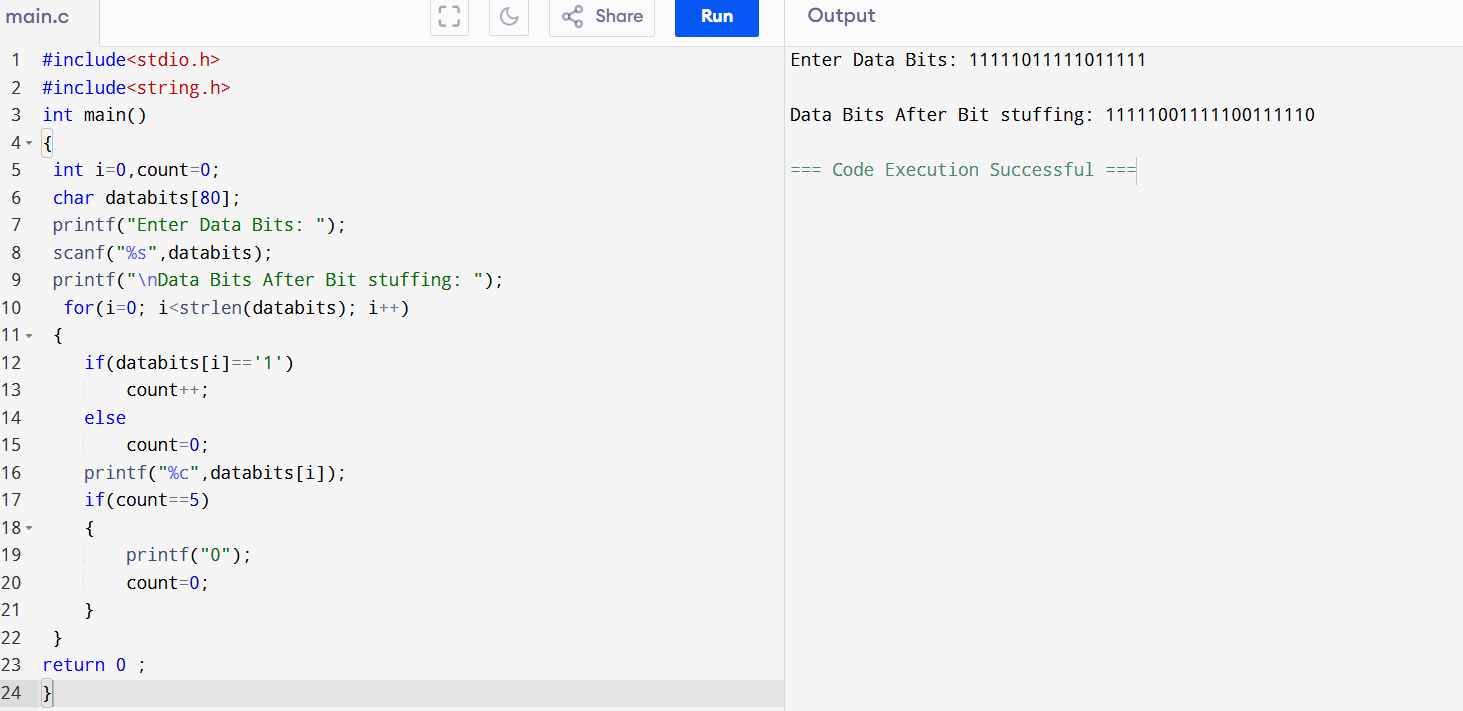 main.c Share Run Output
1 #include<stdio.h>
2 #include<string.h>
3 int main()
4 {
5 int i=0,count=0;
6 char databits[80];
7 printf("Enter Data Bits: ");
8 scanf("%s",databits);
9 printf("\nData Bits After Bit stuffing: ");
10 for(i=0; i<strlen(databits); i++)
11 {
12 if(databits[i]=='1')
13 count++;
14 else
15 count=0;
16 printf("%c",databits[i]);
17 if(count==5)
18 {
19 printf("0");
20 count=0;
21 }
22 }
23 return 0 ;
24 }
Enter Data Bits: 11111011111011111
Data Bits After Bit stuffing: 11111001111100111110
=== Code Execution Successful ===